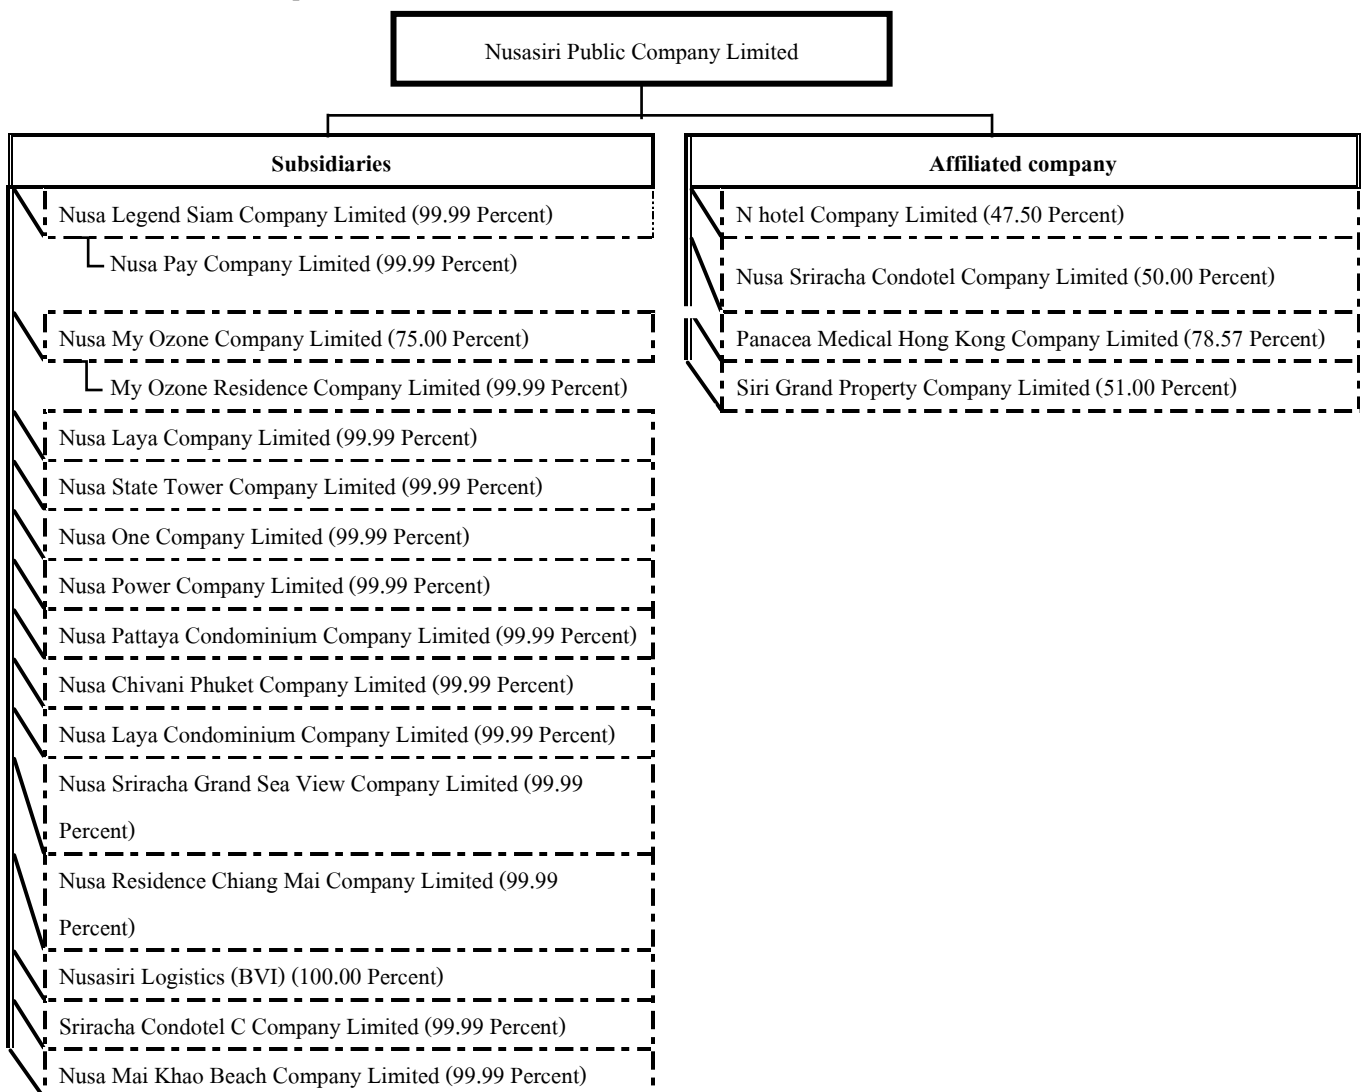 Nusasiri Public Company Limited
Subsidiaries
Nusa Legend Siam Company Limited (99.99 Percent)
Nusa Pay Company Limited (99.99 Percent)
Nusa My Ozone Company Limited (75.00 Percent)
My Ozone Residence Company Limited (99.99 Percent)
Nusa Laya Company Limited (99.99 Percent)
Nusa State Tower Company Limited (99.99 Percent)
Nusa One Company Limited (99.99 Percent)
Nusa Power Company Limited (99.99 Percent)
Nusa Pattaya Condominium Company Limited (99.99 Percent)
Nusa Chivani Phuket Company Limited (99.99 Percent)
Nusa Laya Condominium Company Limited (99.99 Percent)
Nusa Sriracha Grand Sea View Company Limited (99.99
Percent)
Nusa Residence Chiang Mai Company Limited (99.99
Percent)
Nusasiri Logistics (BVI) (100.00 Percent)
Sriracha Condotel C Company Limited (99.99 Percent)
Nusa Mai Khao Beach Company Limited (99.99 Percent)
Affiliated company
N hotel Company Limited (47.50 Percent)
Nusa Sriracha Condotel Company Limited (50.00 Percent)
Panacea Medical Hong Kong Company Limited (78.57 Percent)
Siri Grand Property Company Limited (51.00 Percent)